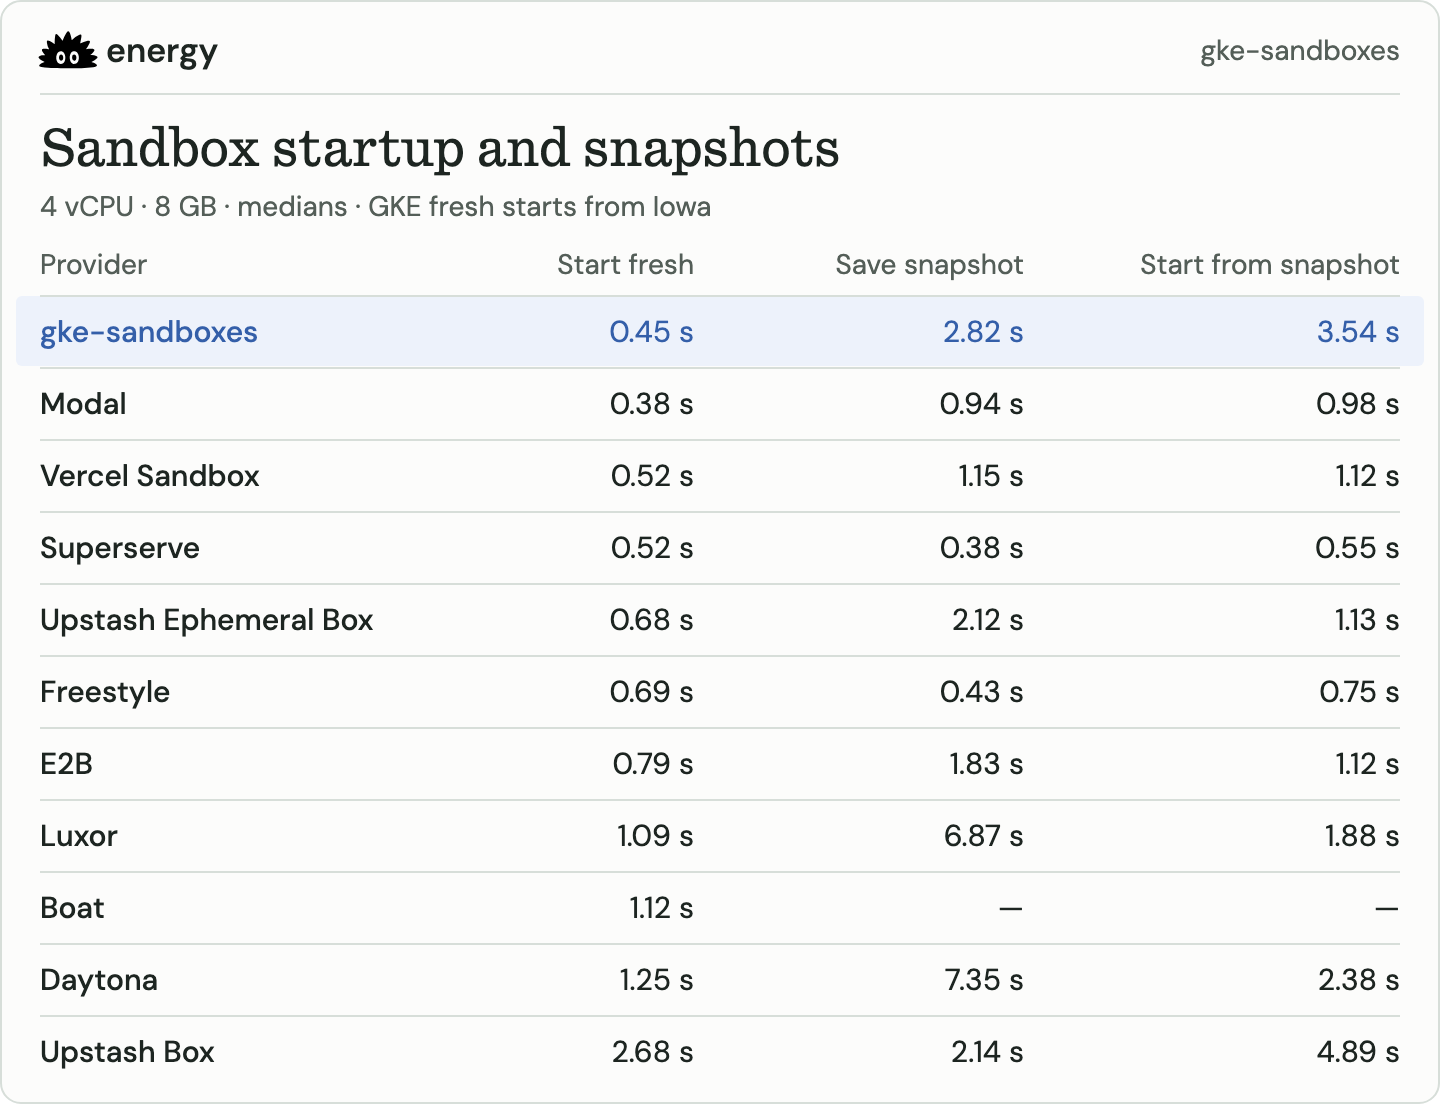 energy
gke-sandboxes
Sandbox startup and snapshots
4 vCPU · 8 GB · medians · GKE fresh starts from Iowa
Provider Start fresh Save snapshot Start from snapshot
gke-sandboxes 0.45 s 2.82 s 3.54 s
Modal 0.38 s 0.94 s 0.98 s
Vercel Sandbox 0.52 s 1.15 s 1.12 s
Superserve 0.52 s 0.38 s 0.55 s
Upstash Ephemeral Box 0.68 s 2.12 s 1.13 s
Freestyle 0.69 s 0.43 s 0.75 s
E2B 0.79 s 1.83 s 1.12 s
Luxor 1.09 s 6.87 s 1.88 s
Boat 1.12 s — —
Daytona 1.25 s 7.35 s 2.38 s
Upstash Box 2.68 s 2.14 s 4.89 s